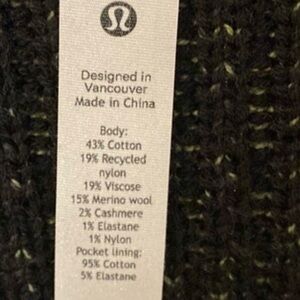 Designed in
Vancouver
Made in China
Body:
43% Cotton
19% Recycled
nylon
19% Viscose
15% Merino wool
2% Cashmere
1% Elastane
1% Nylon
Pocket lining:
95% Cotton
5% Elastane